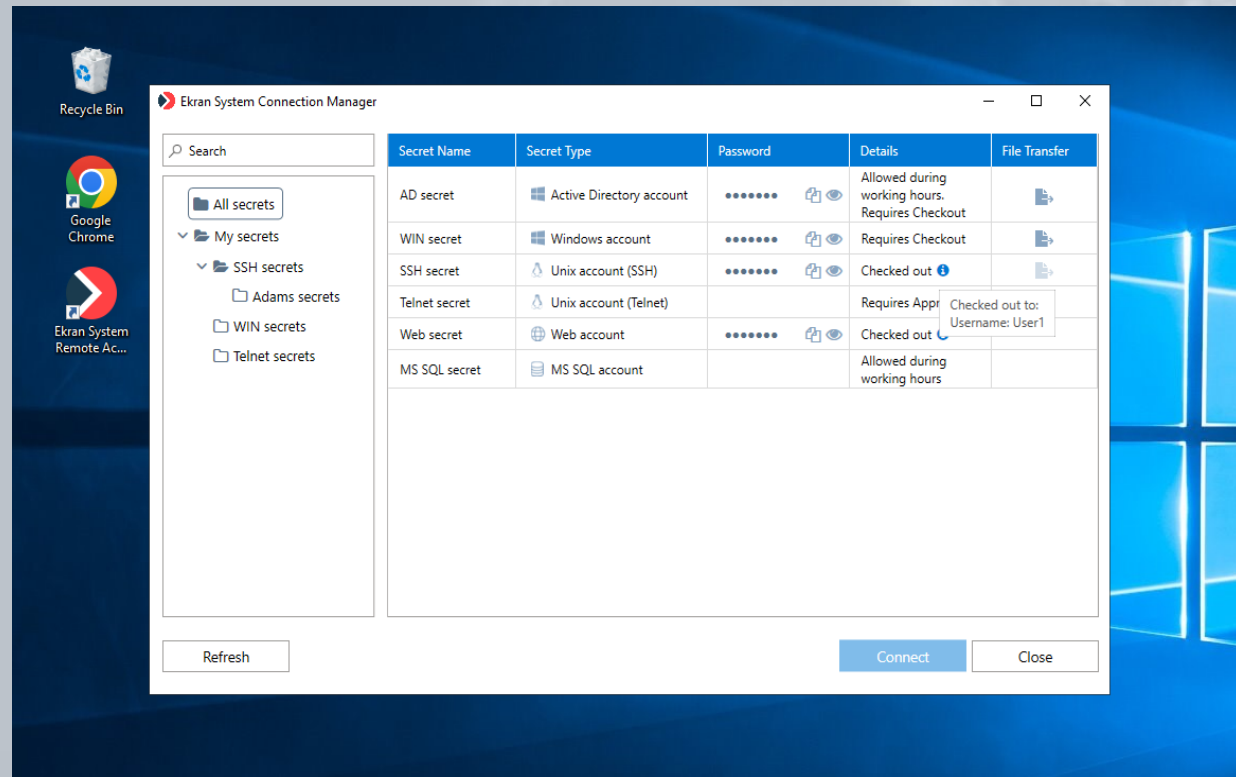 Recycle Bin
Google
Chrome
Ekran System
Remote Ac...
Ekran System Connection Manager
Search
All secrets
My secrets
SSH secrets
Adams secrets
WIN secrets
Telnet secrets
Secret Name Secret Type Password Details File Transfer
AD secret Active Directory account ••••••• Allowed during
working hours.
Requires Checkout
WIN secret Windows account ••••••• Requires Checkout
SSH secret Unix account (SSH) ••••••• Checked out
Telnet secret Unix account (Telnet) Requires Appr
Checked out to:
Username: User1
Web secret Web account ••••••• Checked out
MS SQL secret MS SQL account Allowed during
working hours
Refresh
Connect
Close